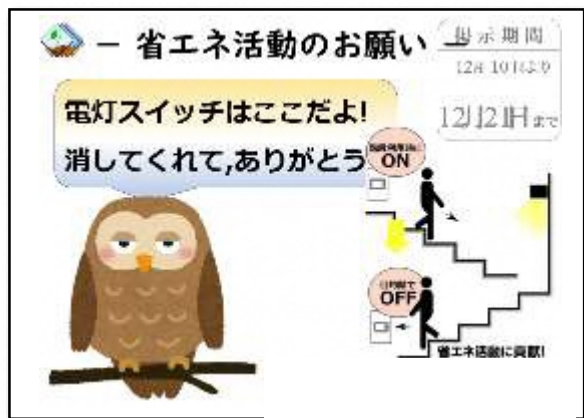 － 省エネ活動のお願い －
掲示期間
12月10日より
12月21日まで
電灯スイッチはここだよ!
消してくれて,ありがとう
ON
OFF
省エネ活動に貢献!